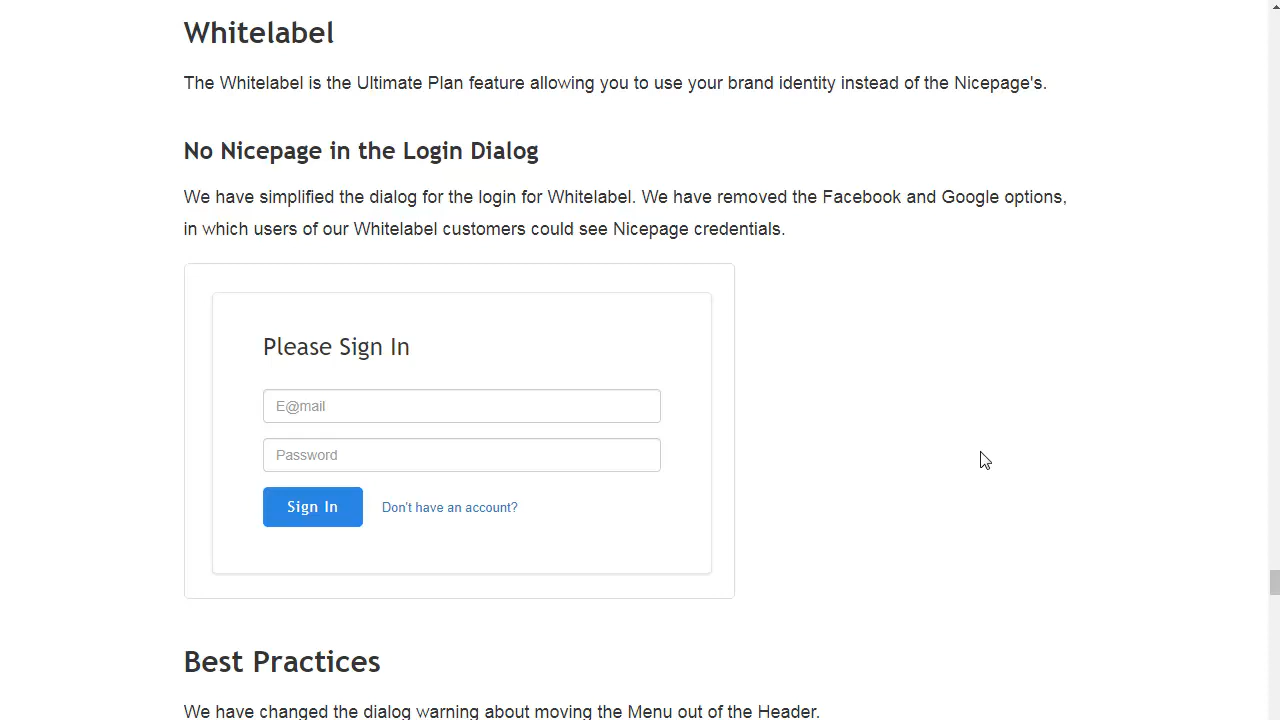 Whitelabel
The Whitelabel is the Ultimate Plan feature allowing you to use your brand identity instead of the Nicepage's.
No Nicepage in the Login Dialog
We have simplified the dialog for the login for Whitelabel. We have removed the Facebook and Google options,
in which users of our Whitelabel customers could see Nicepage credentials.
Please Sign In
E@mail
Password
Sign In
Don't have an account?
Best Practices
We have changed the dialog warning about moving the Menu out of the Header.